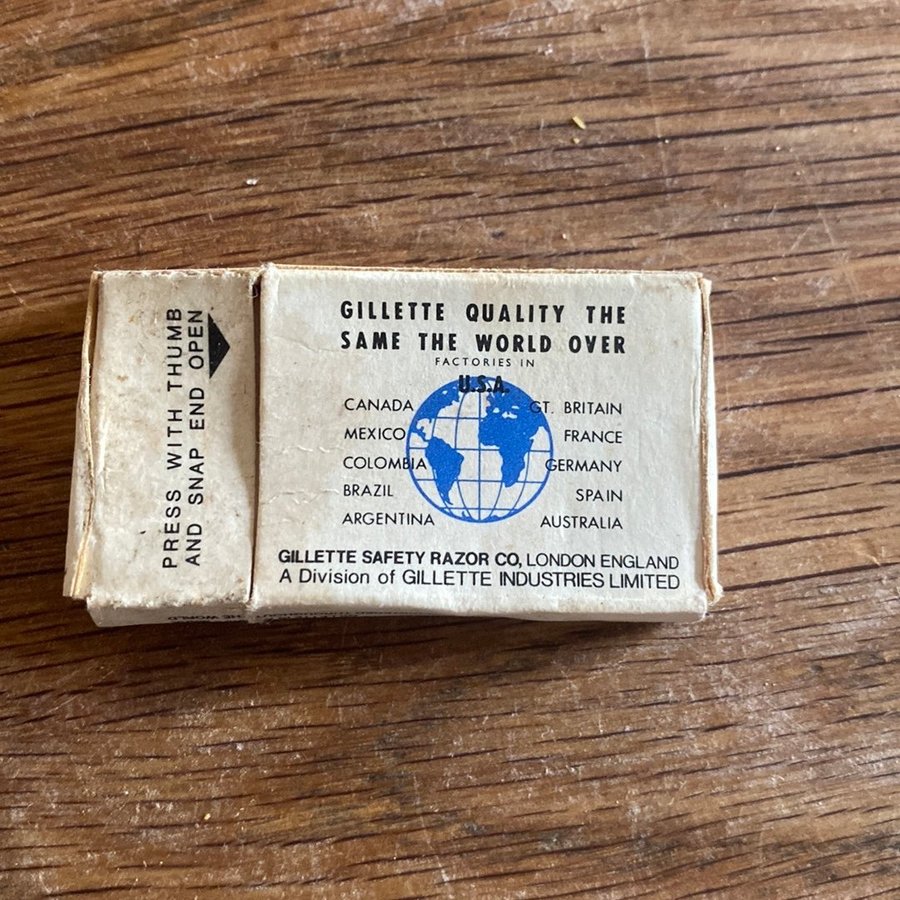 PRESS WITH THUMB
AND SNAP END OPEN
GILLETTE QUALITY THE
SAME THE WORLD OVER
FACTORIES IN
U.S.A.
CANADA GT. BRITAIN
MEXICO FRANCE
COLOMBIA GERMANY
BRAZIL SPAIN
ARGENTINA AUSTRALIA
GILLETTE SAFETY RAZOR CO, LONDON ENGLAND
A Division of GILLETTE INDUSTRIES LIMITED
WORLD